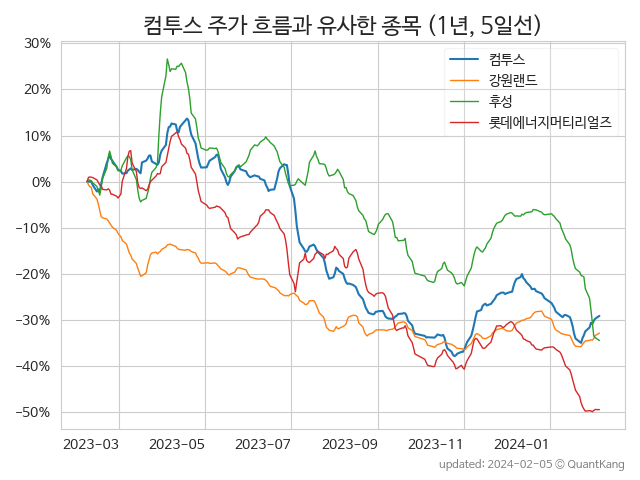 컴투스 주가 흐름과 유사한 종목 (1년, 5일선)
30%
20%
10%
0%
−10%
−20%
−30%
−40%
−50%
컴투스
강원랜드
후성
롯데에너지머티리얼즈
2023-03 2023-05 2023-07 2023-09 2023-11 2024-01
updated: 2024-02-05 © QuantKang